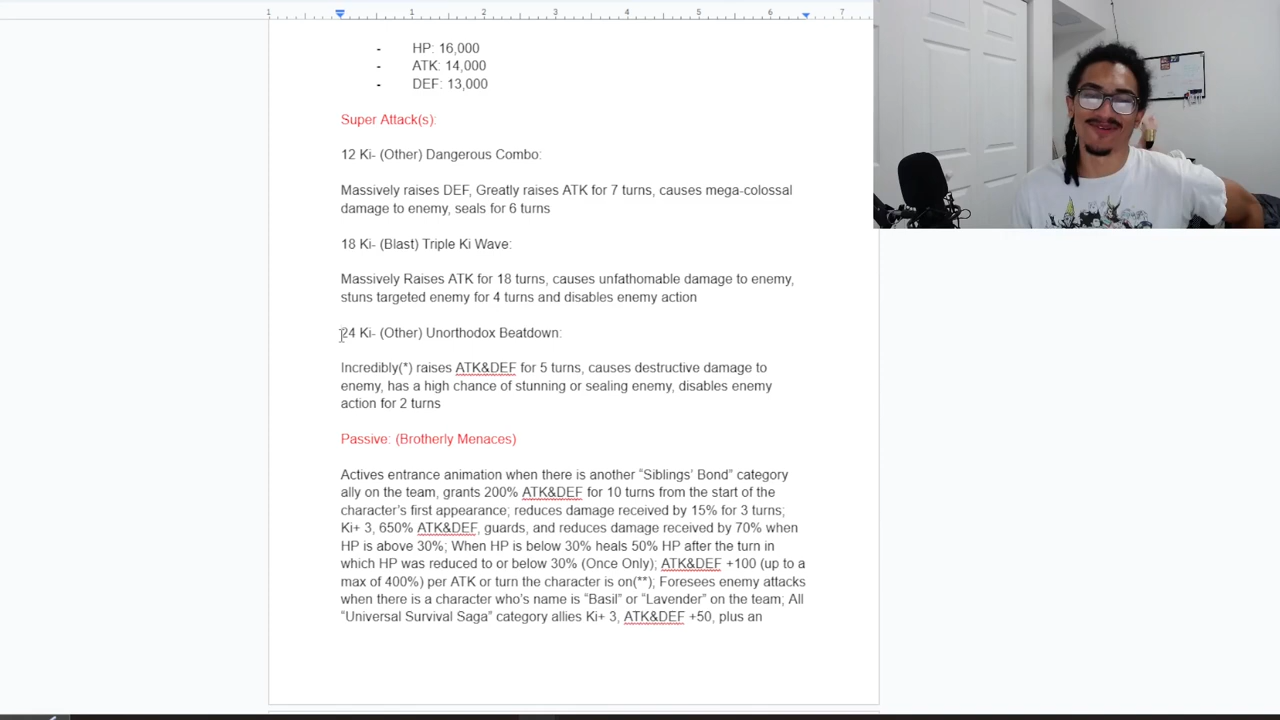 1 1 2 3 4 5 6 7
- HP: 16,000
- ATK: 14,000
- DEF: 13,000
Super Attack(s):
12 Ki- (Other) Dangerous Combo:
Massively raises DEF, Greatly raises ATK for 7 turns, causes mega-colossal
damage to enemy, seals for 6 turns
18 Ki- (Blast) Triple Ki Wave:
Massively Raises ATK for 18 turns, causes unfathomable damage to enemy,
stuns targeted enemy for 4 turns and disables enemy action
24 Ki- (Other) Unorthodox Beatdown:
Incredibly(*) raises ATK&DEF for 5 turns, causes destructive damage to
enemy, has a high chance of stunning or sealing enemy, disables enemy
action for 2 turns
Passive: (Brotherly Menaces)
Actives entrance animation when there is another “Siblings’ Bond” category
ally on the team, grants 200% ATK&DEF for 10 turns from the start of the
character’s first appearance; reduces damage received by 15% for 3 turns;
Ki+ 3, 650% ATK&DEF, guards, and reduces damage received by 70% when
HP is above 30%; When HP is below 30% heals 50% HP after the turn in
which HP was reduced to or below 30% (Once Only); ATK&DEF +100 (up to a
max of 400%) per ATK or turn the character is on(**); Foresees enemy attacks
when there is a character who’s name is “Basil” or “Lavender” on the team; All
“Universal Survival Saga” category allies Ki+ 3, ATK&DEF +50, plus an